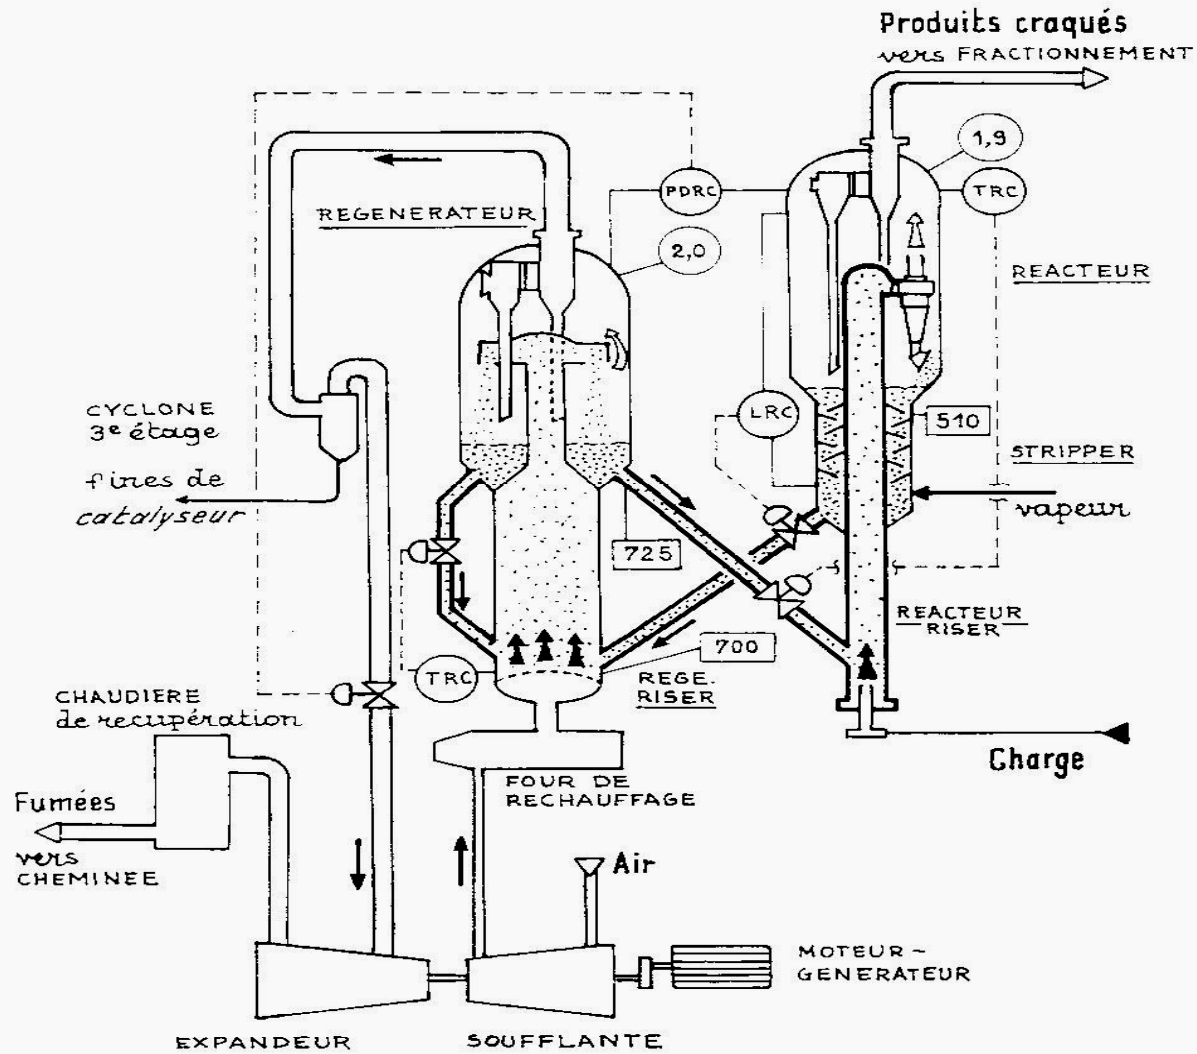 Produits craqués
vers FRACTIONNEMENT
1,9
PDRC
TRC
REGENERATEUR
2,0
REACTEUR
CYCLONE
3e étage
LRC
510
STRIPPER
fines de
catalyseur
vapeur
725
REACTEUR
RISER
700
TRC
REGE.
RISER
CHAUDIERE
de recupération
Charge
FOUR DE
RECHAUFFAGE
Fumées
vers
CHEMINEE
Air
MOTEUR-
GENERATEUR
EXPANDEUR
SOUFFLANTE